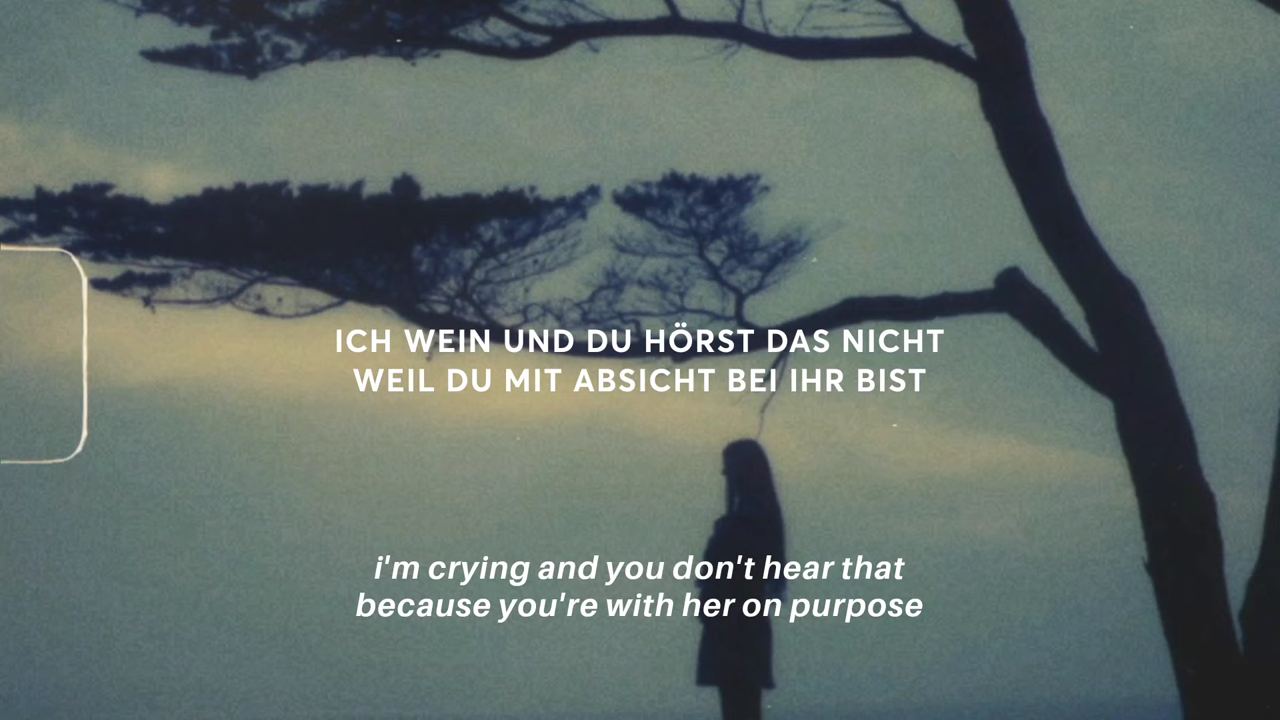 ICH WEIN UND DU HÖRST DAS NICHT
WEIL DU MIT ABSICHT BEI IHR BIST
i'm crying and you don't hear that
because you're with her on purpose